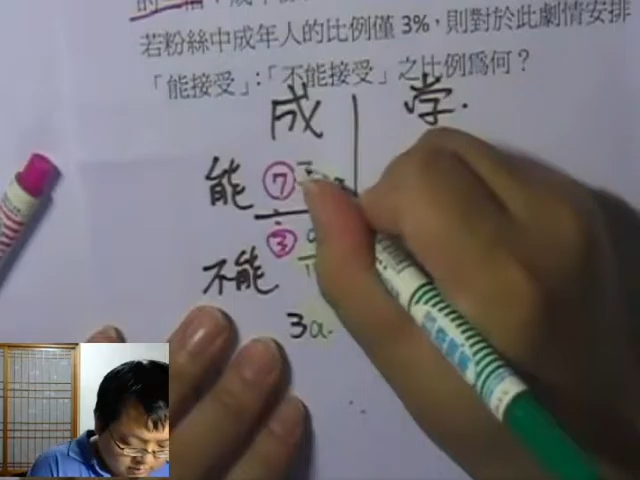 若粉絲中成年人的比例僅 3%，則對於此劇情安排
「能接受」:「不能接受」之比例為何？
成 学.
能 ⑦
不能 ③
3a